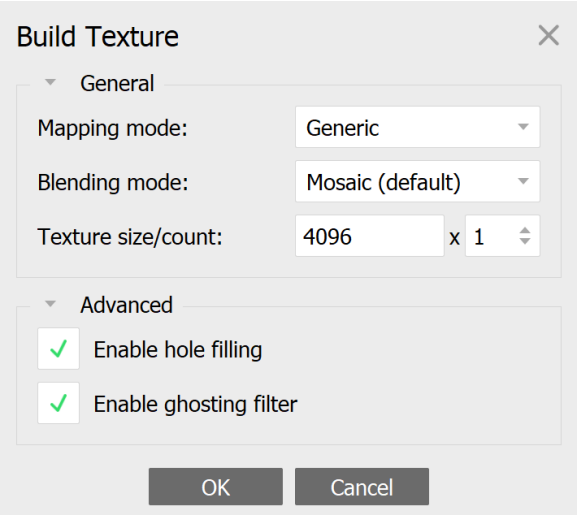 Build Texture
General
Mapping mode: Generic
Blending mode: Mosaic (default)
Texture size/count: 4096 x 1
Advanced
Enable hole filling
Enable ghosting filter
OK Cancel